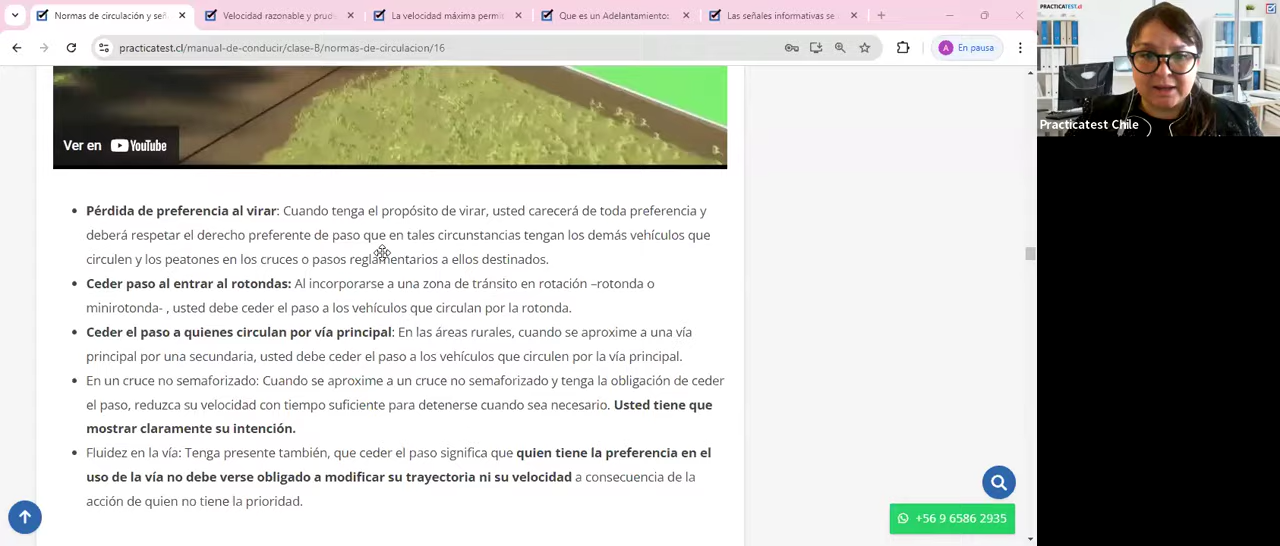 Normas de circulación y señ
Velocidad razonable y prud
La velocidad máxima permi
Que es un Adelantamiento:
Las señales informativas se
practicatest.cl/manual-de-conducir/clase-B/normas-de-circulacion/16
A En pausa
PRACTICATEST.cl
Practicatest Chile
Ver en YouTube
Pérdida de preferencia al virar: Cuando tenga el propósito de virar, usted carecerá de toda preferencia y
deberá respetar el derecho preferente de paso que en tales circunstancias tengan los demás vehículos que
circulen y los peatones en los cruces o pasos reglamentarios a ellos destinados.
Ceder paso al entrar al rotondas: Al incorporarse a una zona de tránsito en rotación –rotonda o
minirotonda- , usted debe ceder el paso a los vehículos que circulan por la rotonda.
Ceder el paso a quienes circulan por vía principal: En las áreas rurales, cuando se aproxime a una vía
principal por una secundaria, usted debe ceder el paso a los vehículos que circulen por la vía principal.
En un cruce no semaforizado: Cuando se aproxime a un cruce no semaforizado y tenga la obligación de ceder
el paso, reduzca su velocidad con tiempo suficiente para detenerse cuando sea necesario. Usted tiene que
mostrar claramente su intención.
Fluidez en la vía: Tenga presente también, que ceder el paso significa que quien tiene la preferencia en el
uso de la vía no debe verse obligado a modificar su trayectoria ni su velocidad a consecuencia de la
acción de quien no tiene la prioridad.
+56 9 6586 2935